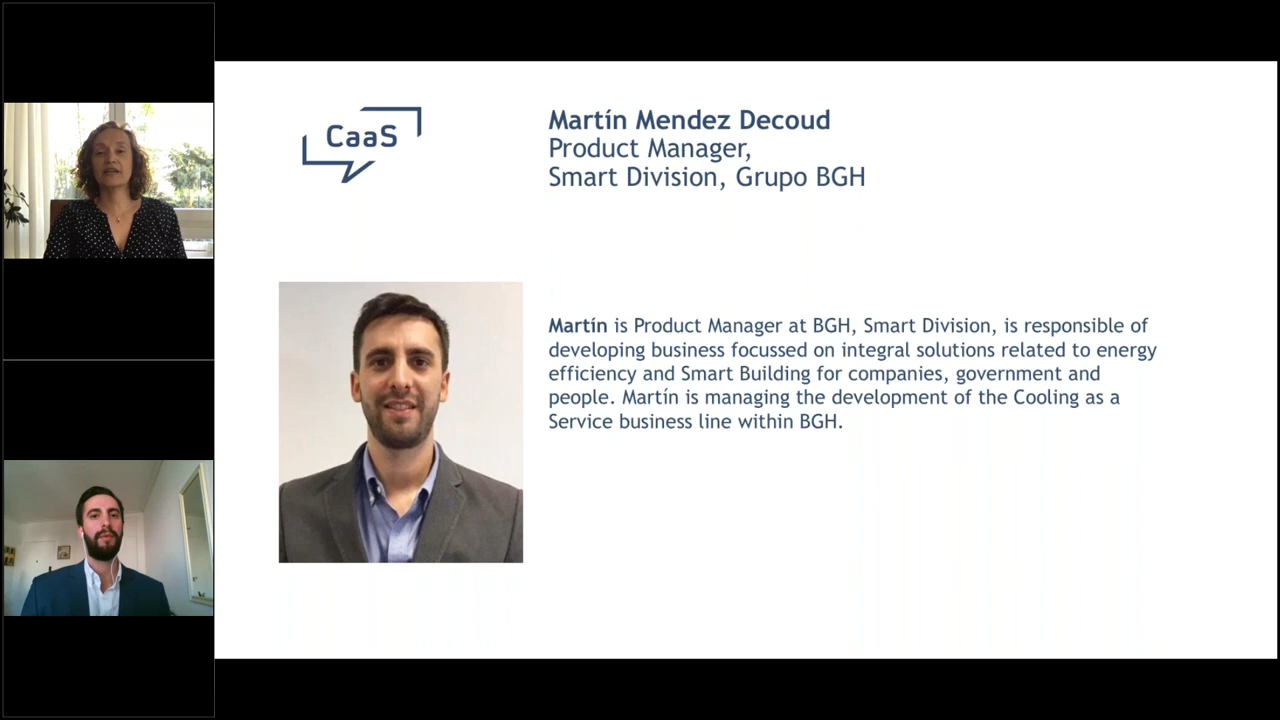 CaaS
Martín Mendez Decoud
Product Manager,
Smart Division, Grupo BGH
Martín is Product Manager at BGH, Smart Division, is responsible of
developing business focussed on integral solutions related to energy
efficiency and Smart Building for companies, government and
people. Martín is managing the development of the Cooling as a
Service business line within BGH.